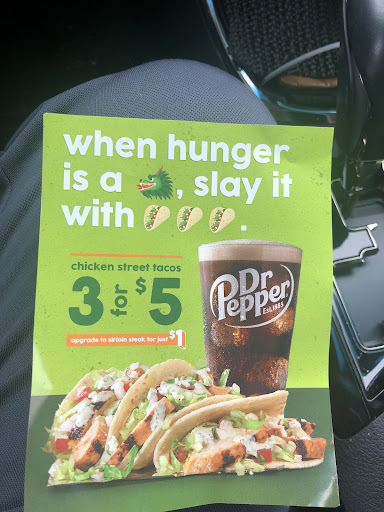 when hunger
is a 🐲, slay it
with 🌮🌮🌮.
chicken street tacos
3 for $5
upgrade to sirloin steak for just $1
Dr
Pepper
EST. 1885